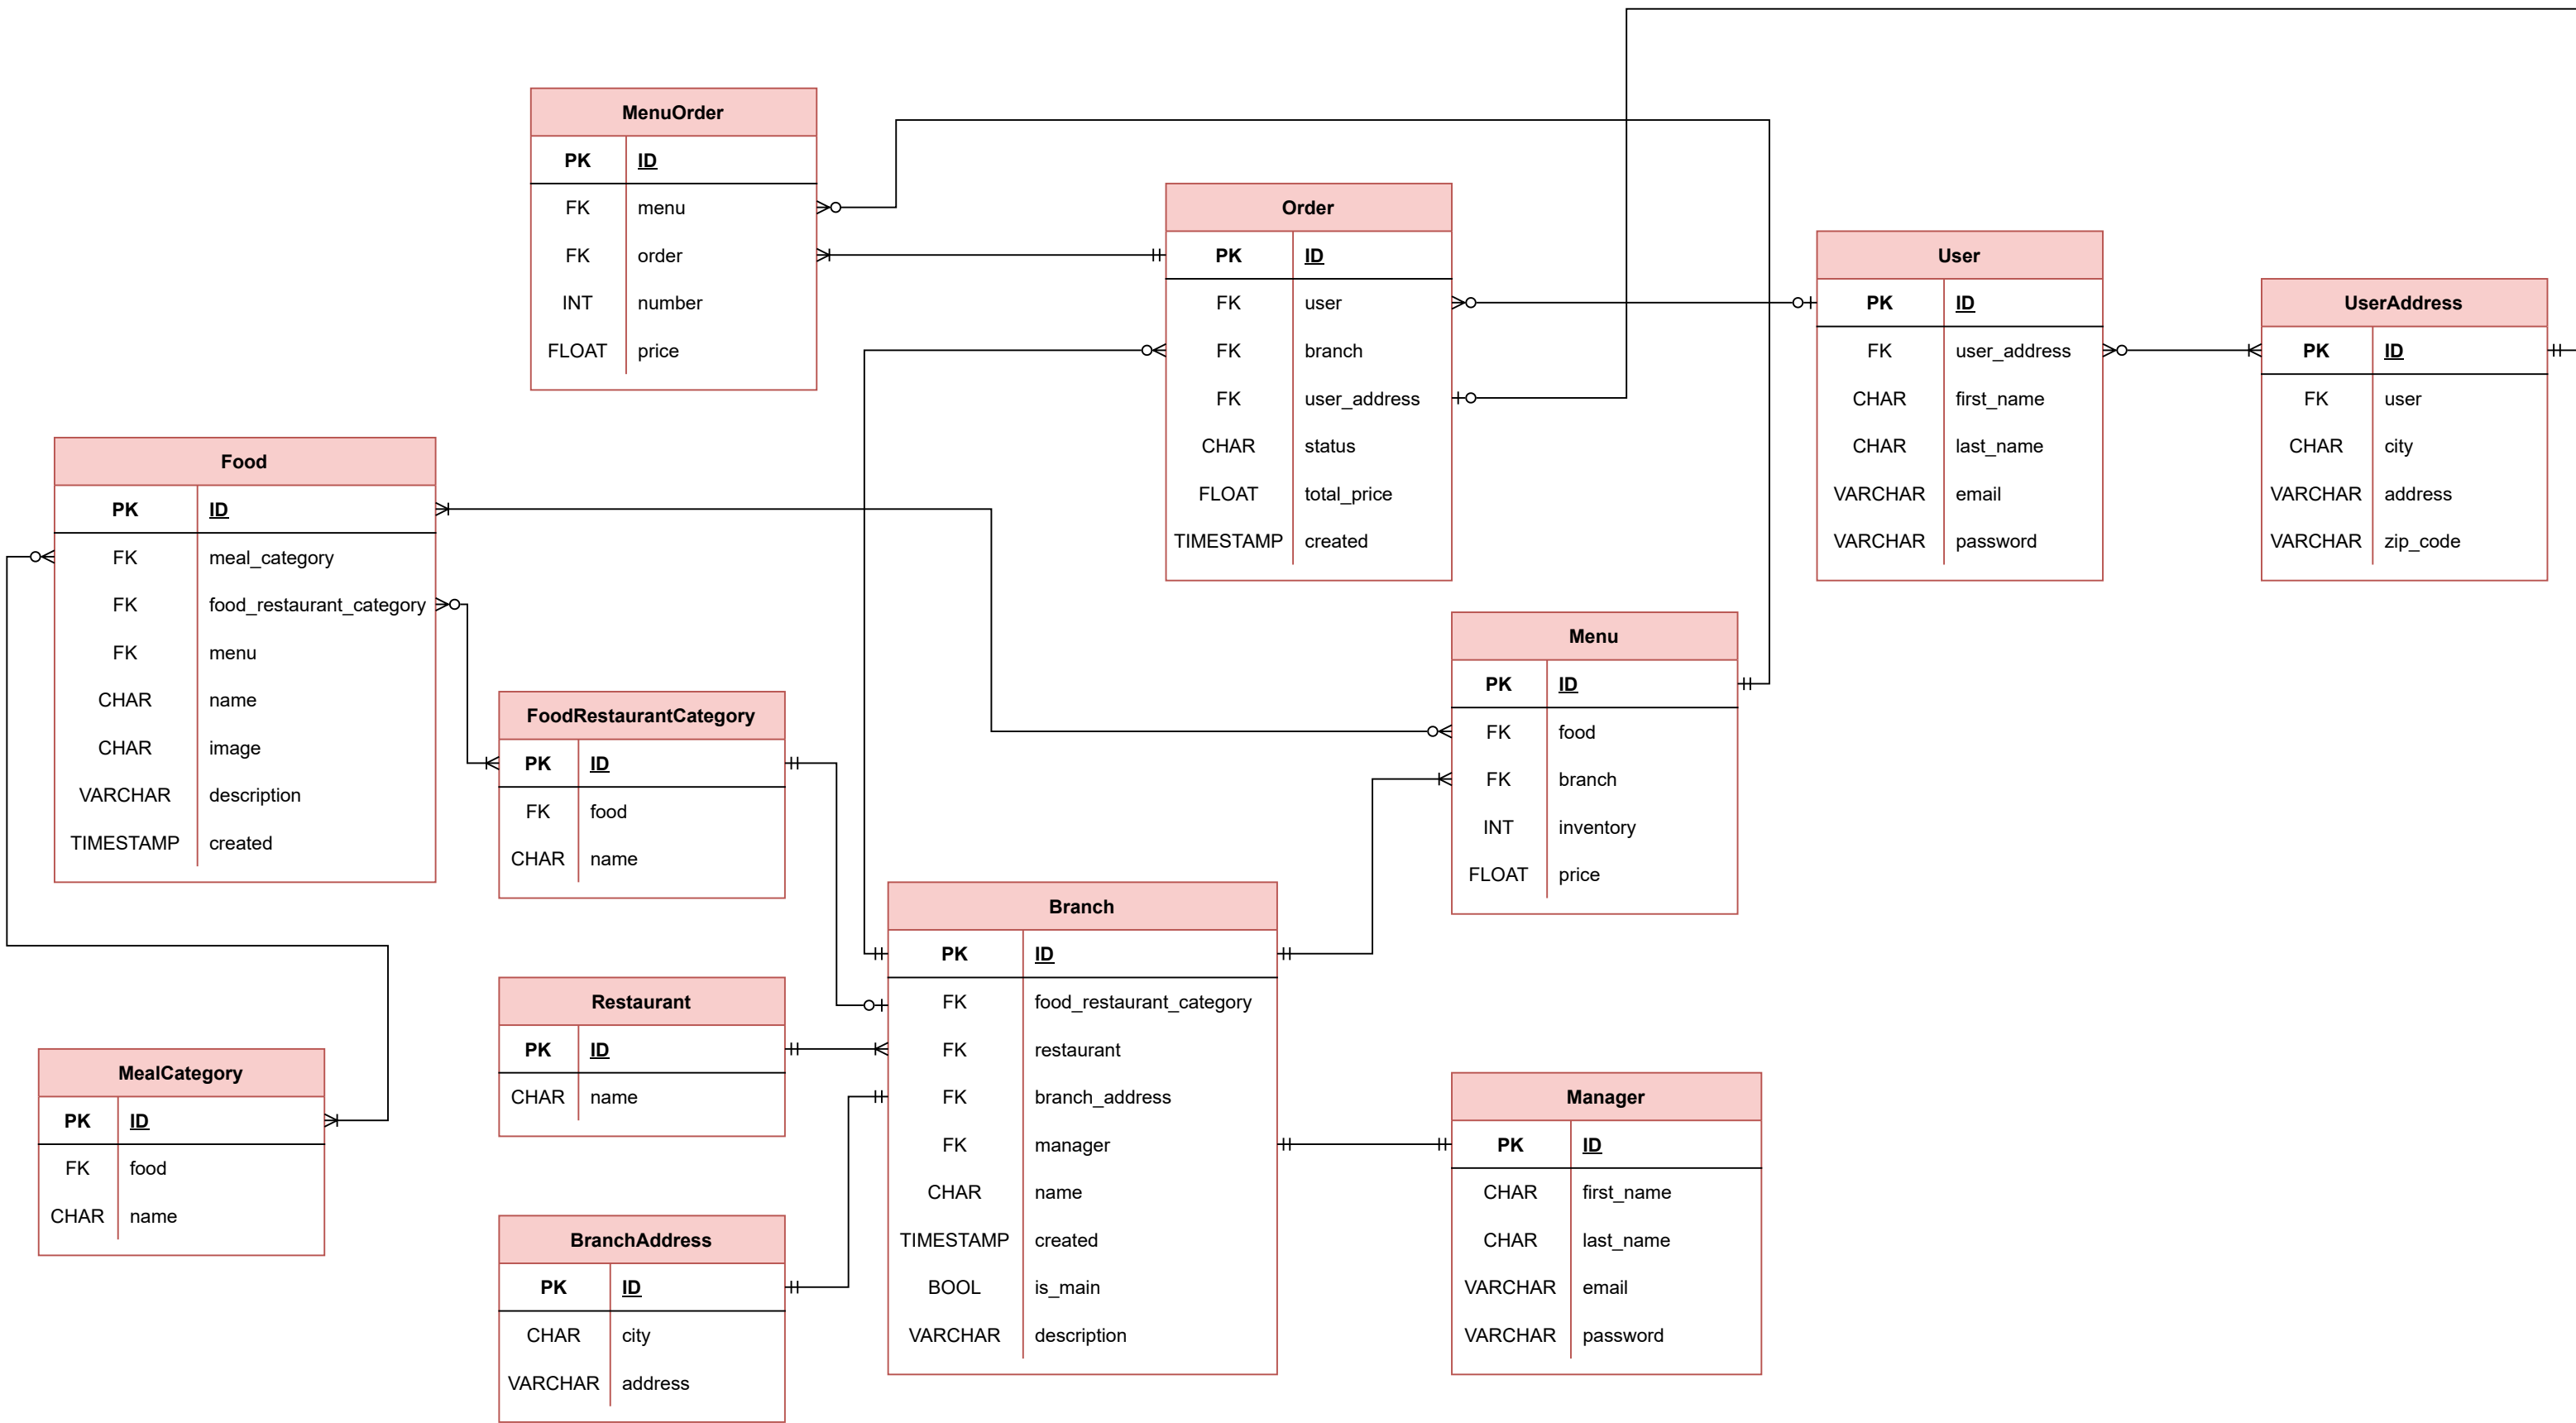 MenuOrder
PK ID
FK menu
FK order
INT number
FLOAT price
Order
PK ID
FK user
FK branch
FK user_address
CHAR status
FLOAT total_price
TIMESTAMP created
User
PK ID
FK user_address
CHAR first_name
CHAR last_name
VARCHAR email
VARCHAR password
UserAddress
PK ID
FK user
CHAR city
VARCHAR address
VARCHAR zip_code
Food
PK ID
FK meal_category
FK food_restaurant_category
FK menu
CHAR name
CHAR image
VARCHAR description
TIMESTAMP created
FoodRestaurantCategory
PK ID
FK food
CHAR name
Menu
PK ID
FK food
FK branch
INT inventory
FLOAT price
Branch
PK ID
FK food_restaurant_category
FK restaurant
FK branch_address
FK manager
CHAR name
TIMESTAMP created
BOOL is_main
VARCHAR description
Restaurant
PK ID
CHAR name
MealCategory
PK ID
FK food
CHAR name
BranchAddress
PK ID
CHAR city
VARCHAR address
Manager
PK ID
CHAR first_name
CHAR last_name
VARCHAR email
VARCHAR password